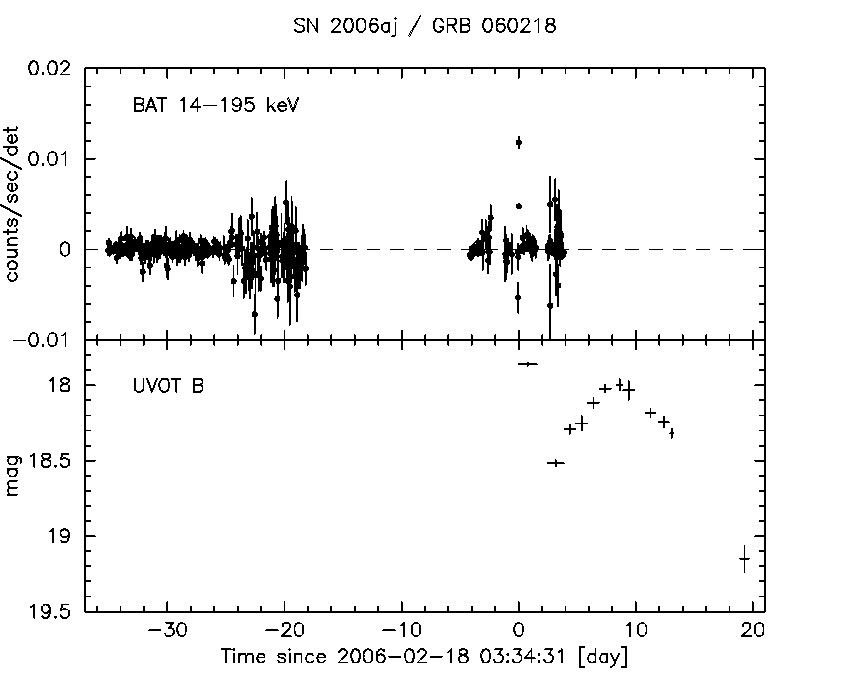 SN 2006aj / GRB 060218
0.02
BAT 14−195 keV
0.01
counts/sec/det
0
−0.01
UVOT B
18
18.5
mag
19
19.5
−30 −20 −10 0 10 20
Time since 2006−02−18 03:34:31 [day]